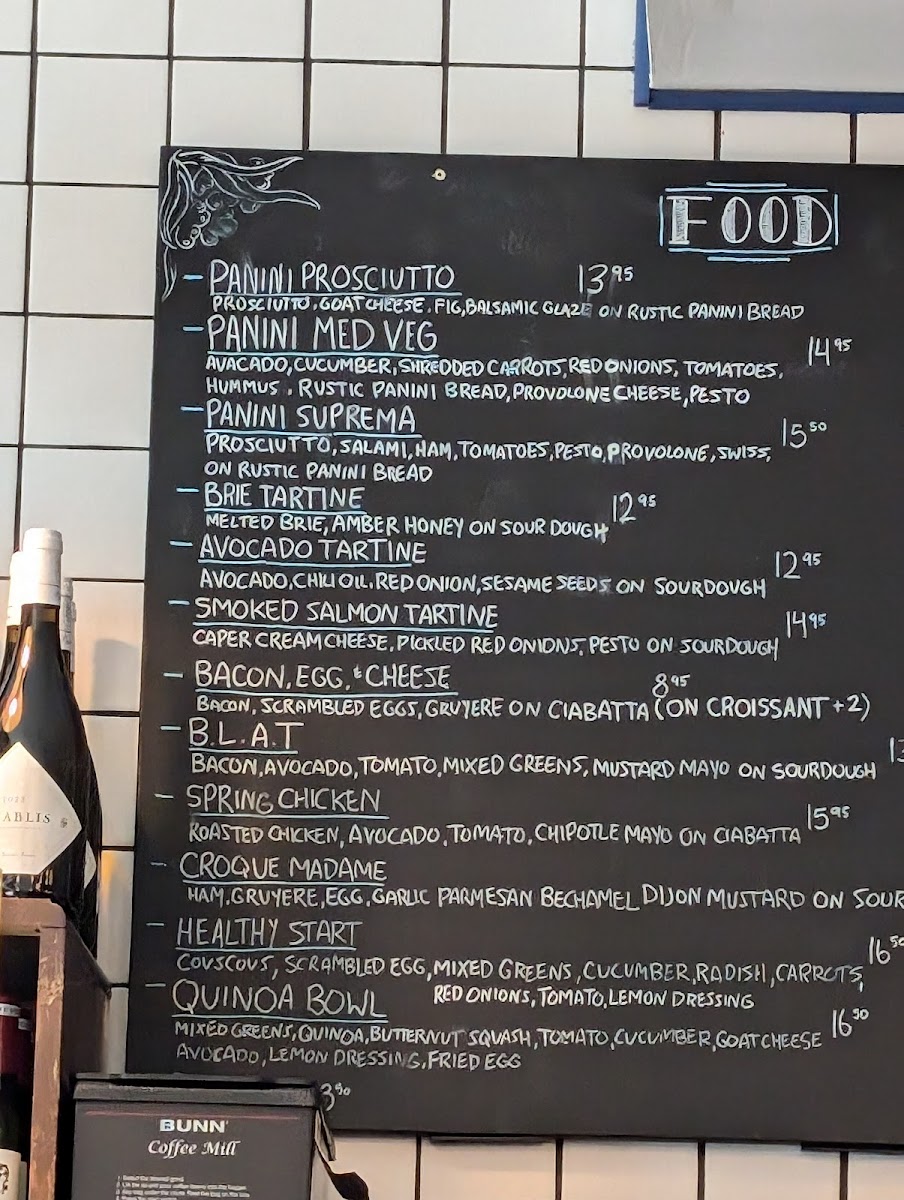 FOOD
PANINI PROSCIUTTO 13 95
PROSCIUTTO, GOAT CHEESE, FIG, BALSAMIC GLAZE ON RUSTIC PANINI BREAD
PANINI MED VEG 14 95
AVACADO, CUCUMBER, SHREDDED CARROTS, RED ONIONS, TOMATOES,
HUMMUS, RUSTIC PANINI BREAD, PROVOLONE CHEESE, PESTO
PANINI SUPREMA 15 50
PROSCIUTTO, SALAMI, HAM, TOMATOES, PESTO, PROVOLONE, SWISS,
ON RUSTIC PANINI BREAD
BRIE TARTINE 12 95
MELTED BRIE, AMBER HONEY ON SOUR DOUGH
AVOCADO TARTINE 12 95
AVOCADO, CHILI OIL, RED ONION, SESAME SEEDS ON SOURDOUGH
SMOKED SALMON TARTINE 14 95
CAPER CREAM CHEESE, PICKLED RED ONIONS, PESTO ON SOURDOUGH
BACON, EGG, & CHEESE 8 95
BACON, SCRAMBLED EGGS, GRUYERE ON CIABATTA (ON CROISSANT +2)
B.L.A.T 13
BACON, AVOCADO, TOMATO, MIXED GREENS, MUSTARD MAYO ON SOURDOUGH
SPRING CHICKEN 15 95
ROASTED CHICKEN, AVOCADO, TOMATO, CHIPOTLE MAYO ON CIABATTA
CROQUE MADAME
HAM, GRUYERE, EGG, GARLIC PARMESAN BECHAMEL DIJON MUSTARD ON SOUR
HEALTHY START 16 50
COUSCOUS, SCRAMBLED EGG, MIXED GREENS, CUCUMBER, RADISH, CARROTS,
RED ONIONS, TOMATO, LEMON DRESSING
QUINOA BOWL 16 50
MIXED GREENS, QUINOA, BUTTERNUT SQUASH, TOMATO, CUCUMBER, GOAT CHEESE
AVOCADO, LEMON DRESSING, FRIED EGG
ABLIS
BUNN
Coffee Mill